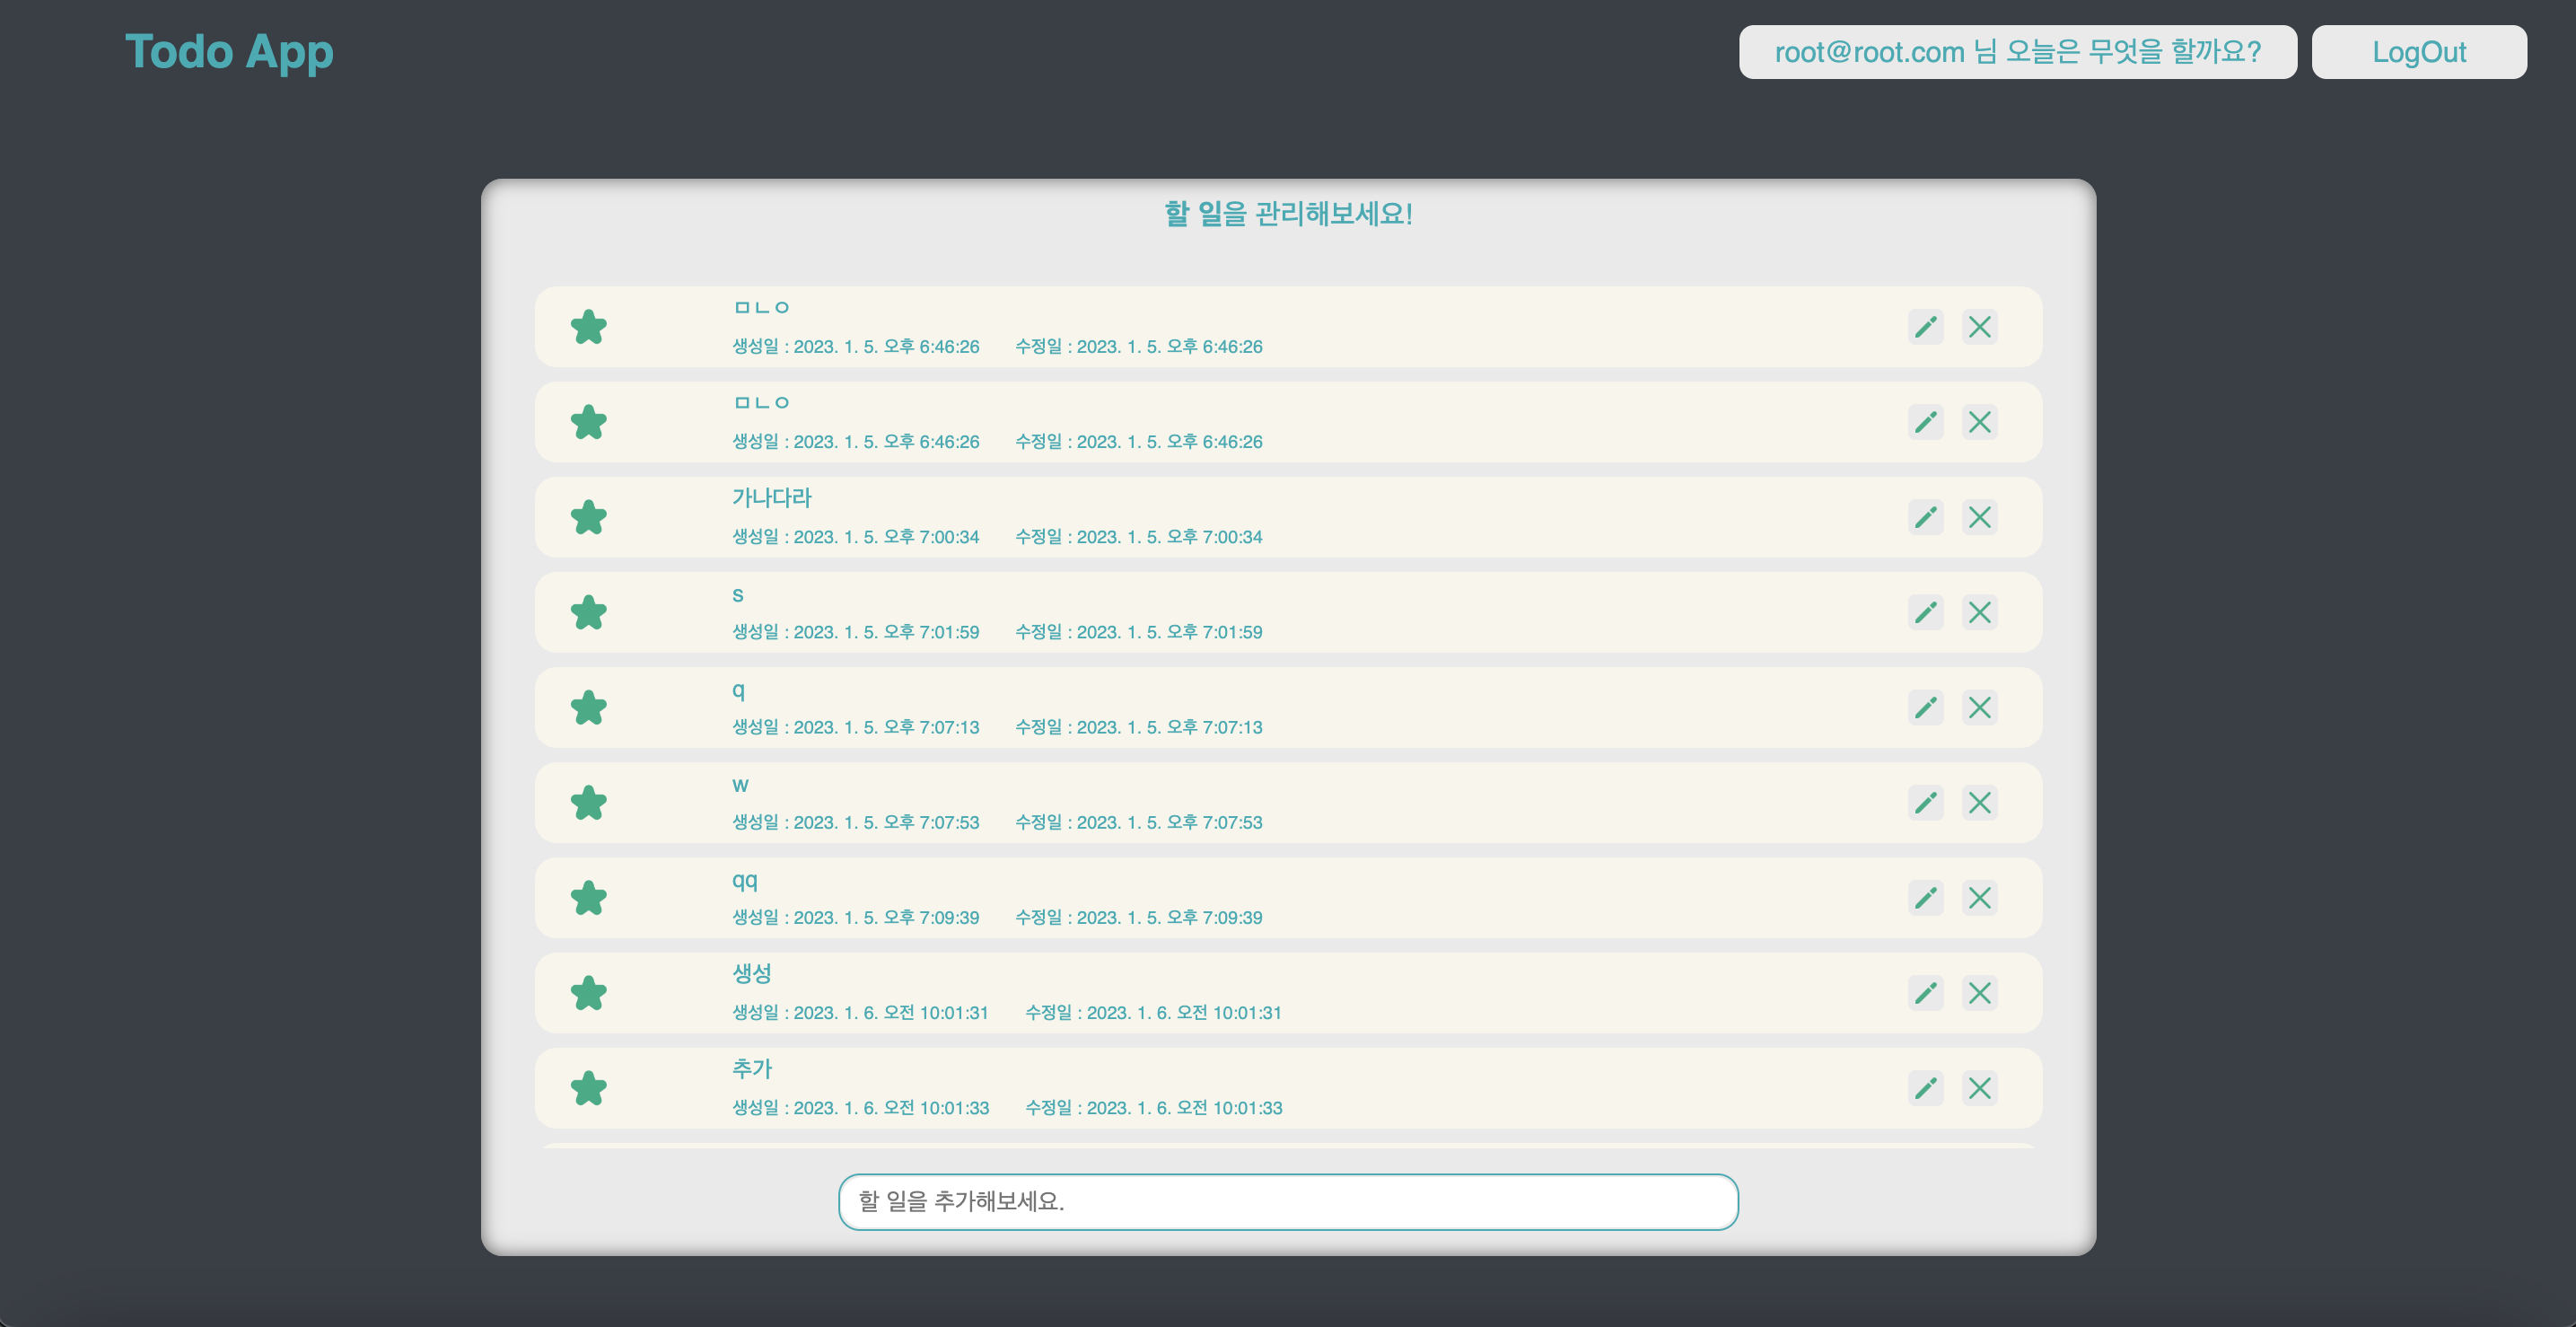 Todo App
root@root.com 님 오늘은 무엇을 할까요?
LogOut
할 일을 관리해보세요!
ㅁㄴㅇ
생성일 : 2023. 1. 5. 오후 6:46:26 수정일 : 2023. 1. 5. 오후 6:46:26
ㅁㄴㅇ
생성일 : 2023. 1. 5. 오후 6:46:26 수정일 : 2023. 1. 5. 오후 6:46:26
가나다라
생성일 : 2023. 1. 5. 오후 7:00:34 수정일 : 2023. 1. 5. 오후 7:00:34
s
생성일 : 2023. 1. 5. 오후 7:01:59 수정일 : 2023. 1. 5. 오후 7:01:59
q
생성일 : 2023. 1. 5. 오후 7:07:13 수정일 : 2023. 1. 5. 오후 7:07:13
w
생성일 : 2023. 1. 5. 오후 7:07:53 수정일 : 2023. 1. 5. 오후 7:07:53
qq
생성일 : 2023. 1. 5. 오후 7:09:39 수정일 : 2023. 1. 5. 오후 7:09:39
생성
생성일 : 2023. 1. 6. 오전 10:01:31 수정일 : 2023. 1. 6. 오전 10:01:31
추가
생성일 : 2023. 1. 6. 오전 10:01:33 수정일 : 2023. 1. 6. 오전 10:01:33
할 일을 추가해보세요.